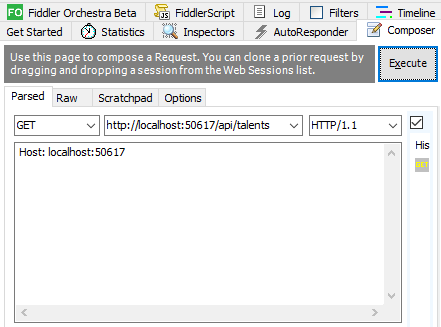 FO Fiddler Orchestra Beta JS FiddlerScript Log Filters Timeline
Get Started Statistics Inspectors AutoResponder Composer
Use this page to compose a Request. You can clone a prior request by
dragging and dropping a session from the Web Sessions list.
Execute
Parsed Raw Scratchpad Options
GET http://localhost:50617/api/talents HTTP/1.1
Host: localhost:50617
His
GET